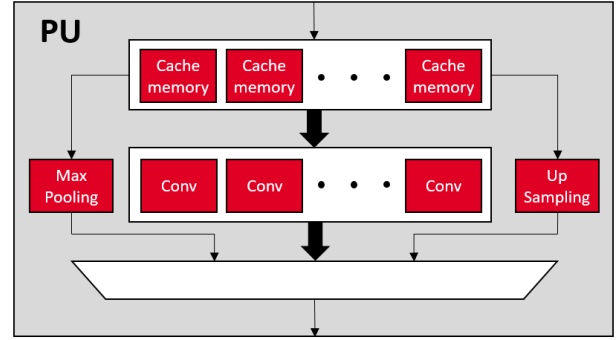 PU
Cache
memory
Cache
memory
Cache
memory
Max
Pooling
Conv
Conv
Conv
Up
Sampling